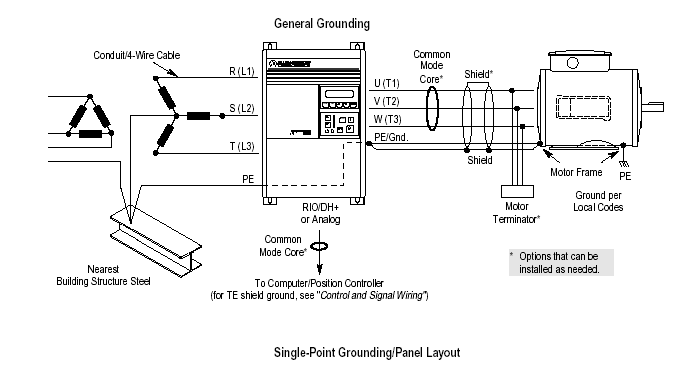 General Grounding
Conduit/4-Wire Cable
R (L1)
S (L2)
T (L3)
PE
U (T1)
V (T2)
W (T3)
PE/Gnd.
Common
Mode
Core*
Shield*
Shield
Motor Frame
PE
Ground per
Local Codes
Motor
Terminator*
RIO/DH+
or Analog
Common
Mode Core*
Nearest
Building Structure Steel
To Computer/Position Controller
(for TE shield ground, see "Control and Signal Wiring")
* Options that can be
installed as needed.
Single-Point Grounding/Panel Layout